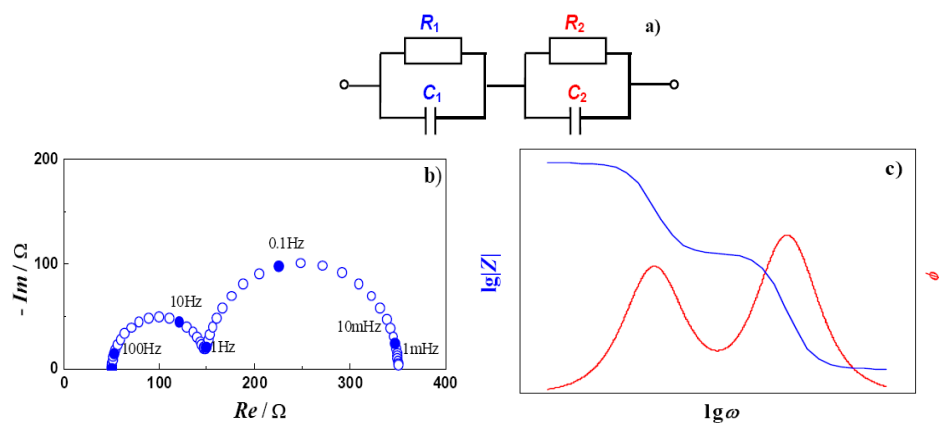 R₁
R₂
a)
C₁
C₂
b)
200
100
0
- Im / Ω
0.1Hz
10Hz
100Hz
1Hz
10mHz
1mHz
0
100
200
300
400
Re / Ω
c)
lg|Z|
φ
lgω